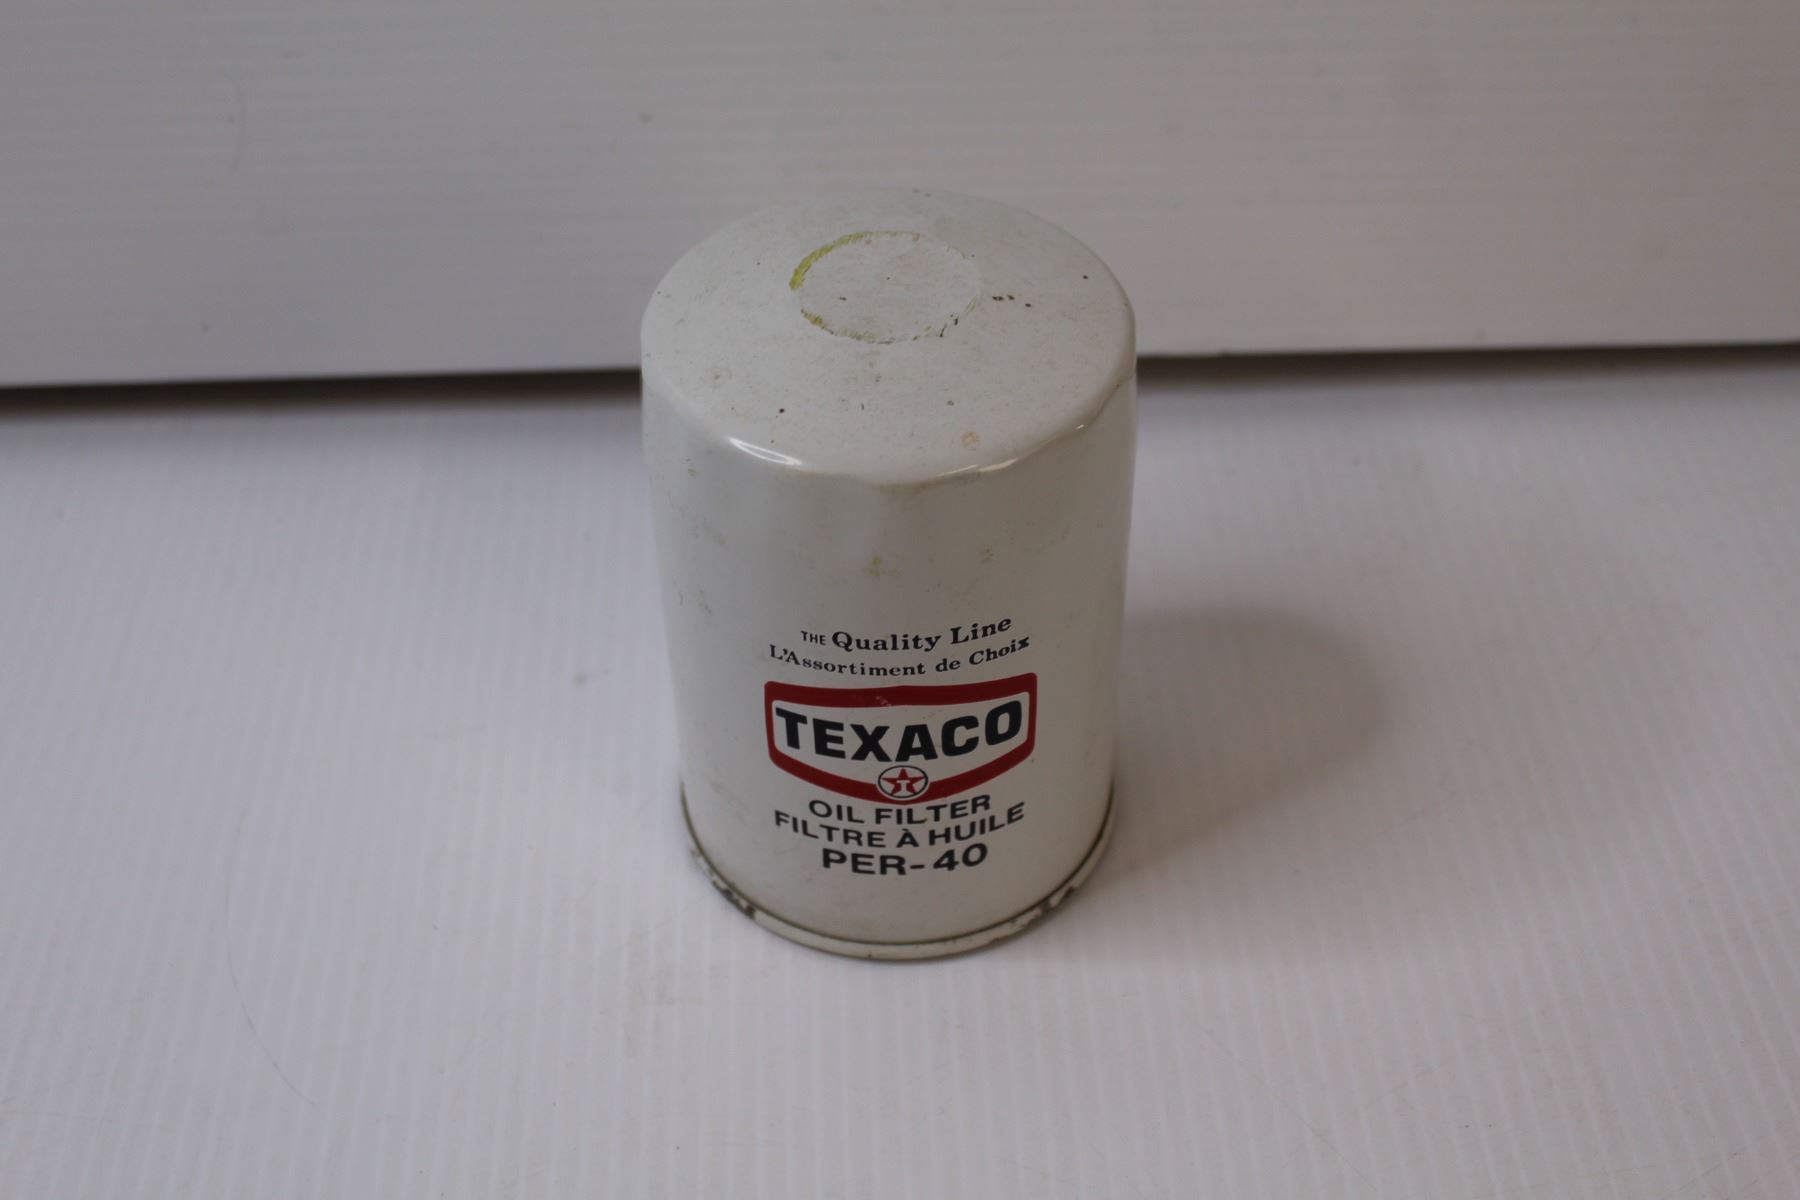 THE Quality Line
L'Assortiment de Choix
TEXACO
T
OIL FILTER
FILTRE À HUILE
PER-40